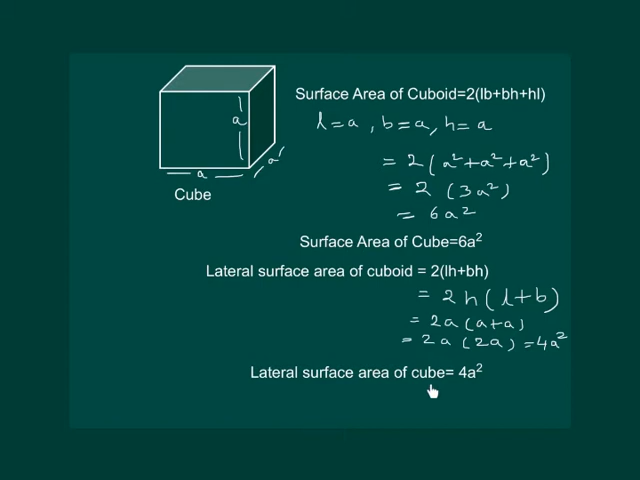 Surface Area of Cuboid=2(lb+bh+hl)
l = a , b = a, h = a
a
= 2 (a²+a²+a²)
a a
= 2 (3a²)
Cube
= 6a²
Surface Area of Cube=6a²
Lateral surface area of cuboid = 2(lh+bh)
= 2h (l+b)
= 2a (a+a)
= 2a (2a) = 4a²
Lateral surface area of cube= 4a²